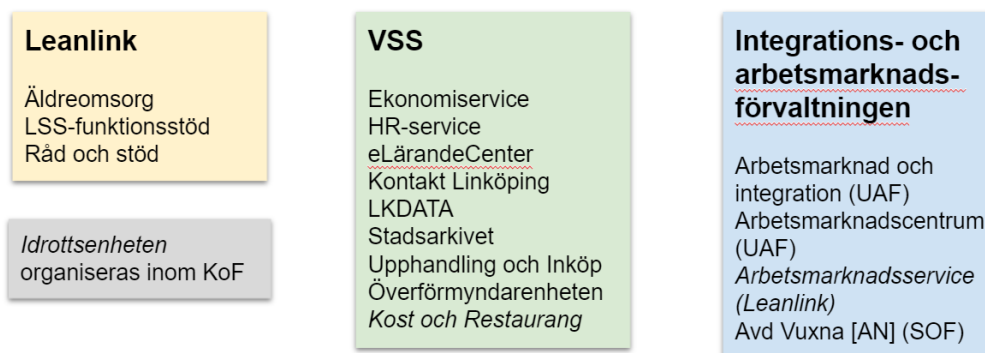 Leanlink
Äldreomsorg
LSS-funktionsstöd
Råd och stöd
Idrottsenheten
organiseras inom KoF
VSS
Ekonomiservice
HR-service
eLärandeCenter
Kontakt Linköping
LKDATA
Stadsarkivet
Upphandling och Inköp
Överförmyndarenheten
Kost och Restaurang
Integrations- och
arbetsmarknads-
förvaltningen
Arbetsmarknad och
integration (UAF)
Arbetsmarknadscentrum
(UAF)
Arbetsmarknadsservice
(Leanlink)
Avd Vuxna [AN] (SOF)